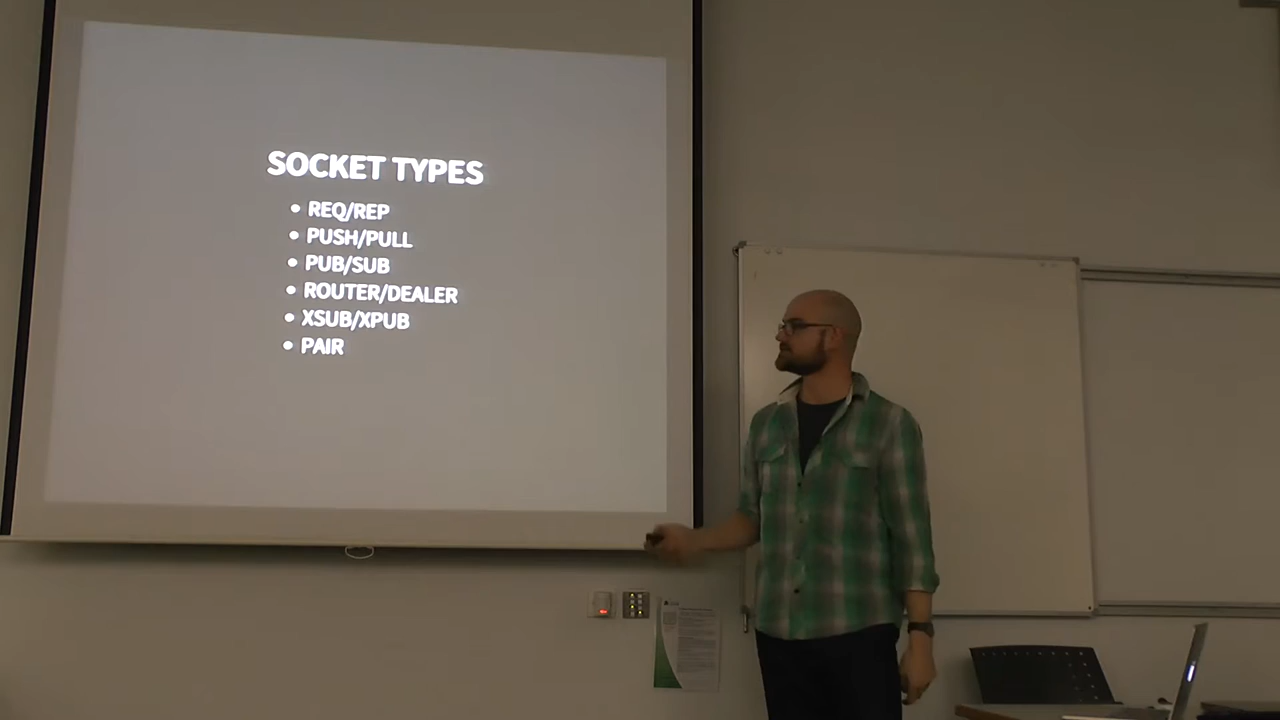 SOCKET TYPES
• REQ/REP
• PUSH/PULL
• PUB/SUB
• ROUTER/DEALER
• XSUB/XPUB
• PAIR